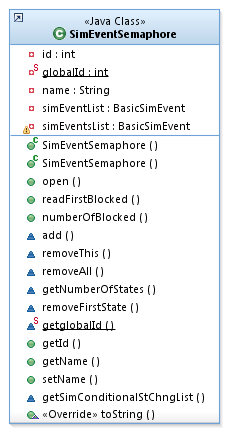 «Java Class»
SimEventSemaphore
id : int
globalId : int
name : String
simEventList : BasicSimEvent
simEventsList : BasicSimEvent
SimEventSemaphore ( )
SimEventSemaphore ( )
open ( )
readFirstBlocked ( )
numberOfBlocked ( )
add ( )
removeThis ( )
removeAll ( )
getNumberOfStates ( )
removeFirstState ( )
getglobalId ( )
getId ( )
getName ( )
setName ( )
getSimConditionalStChngList ( )
«Override» toString ( )